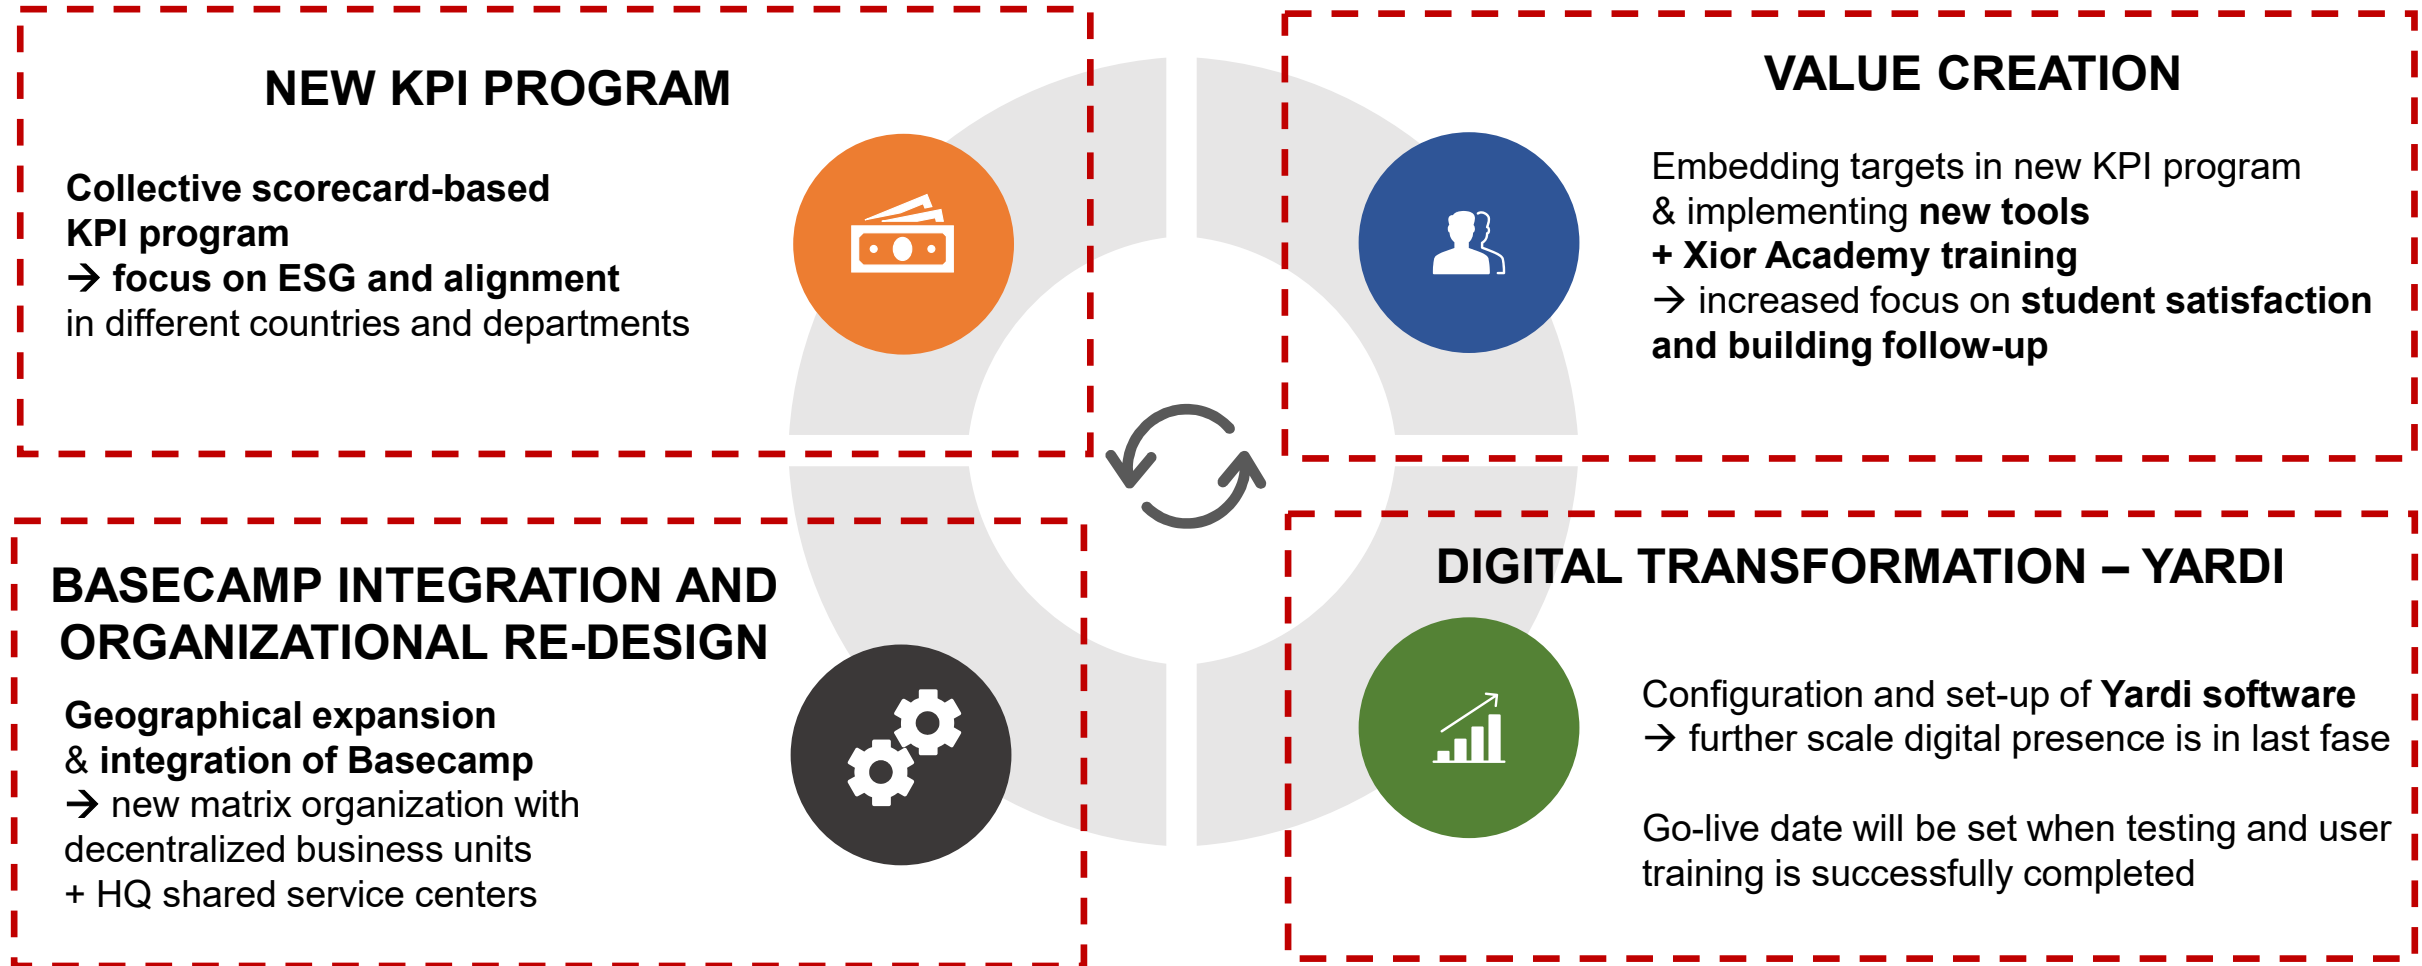 NEW KPI PROGRAM
Collective scorecard-based
KPI program
→ focus on ESG and alignment
in different countries and departments
VALUE CREATION
Embedding targets in new KPI program
& implementing new tools
+ Xior Academy training
→ increased focus on student satisfaction
and building follow-up
BASECAMP INTEGRATION AND
ORGANIZATIONAL RE-DESIGN
Geographical expansion
& integration of Basecamp
→ new matrix organization with
decentralized business units
+ HQ shared service centers
DIGITAL TRANSFORMATION – YARDI
Configuration and set-up of Yardi software
→ further scale digital presence is in last fase
Go-live date will be set when testing and user
training is successfully completed